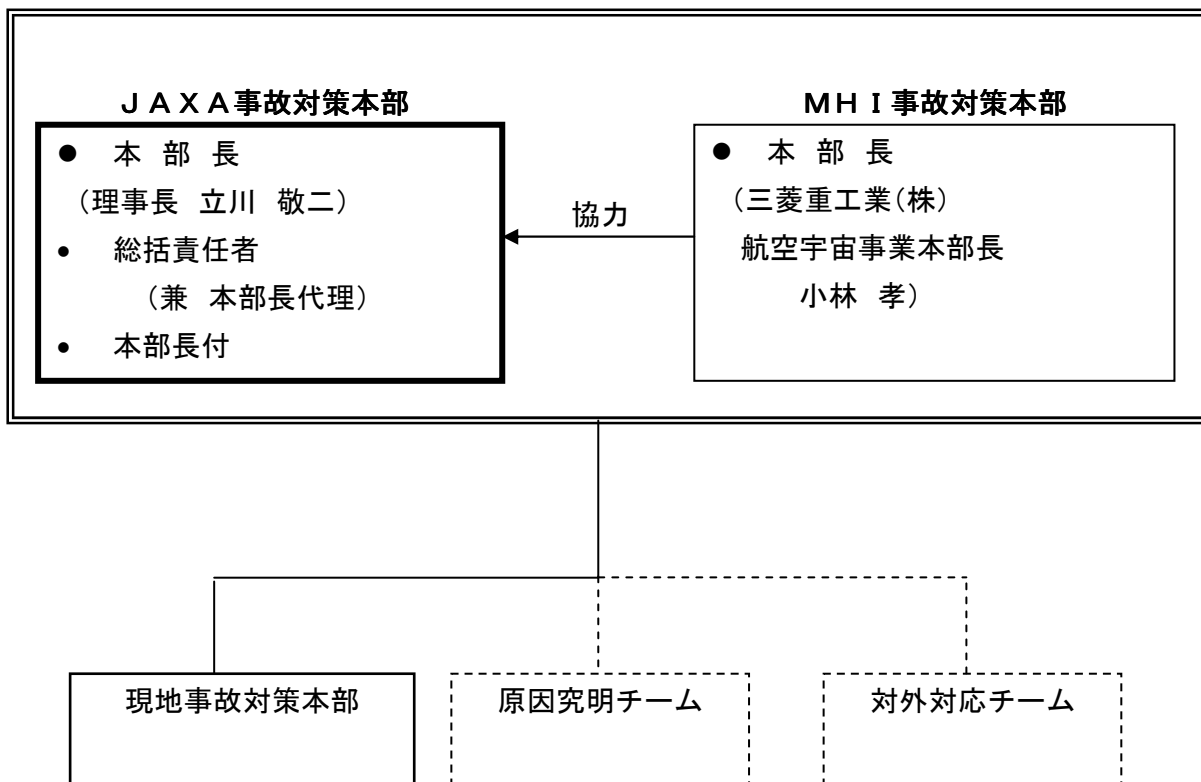 ＪＡＸＡ事故対策本部
● 本 部 長
（理事長 立川 敬二）
• 総括責任者
（兼 本部長代理）
• 本部長付
協力
ＭＨＩ事故対策本部
● 本 部 長
（三菱重工業（株）
航空宇宙事業本部長
小林 孝）
現地事故対策本部
原因究明チーム
対外対応チーム